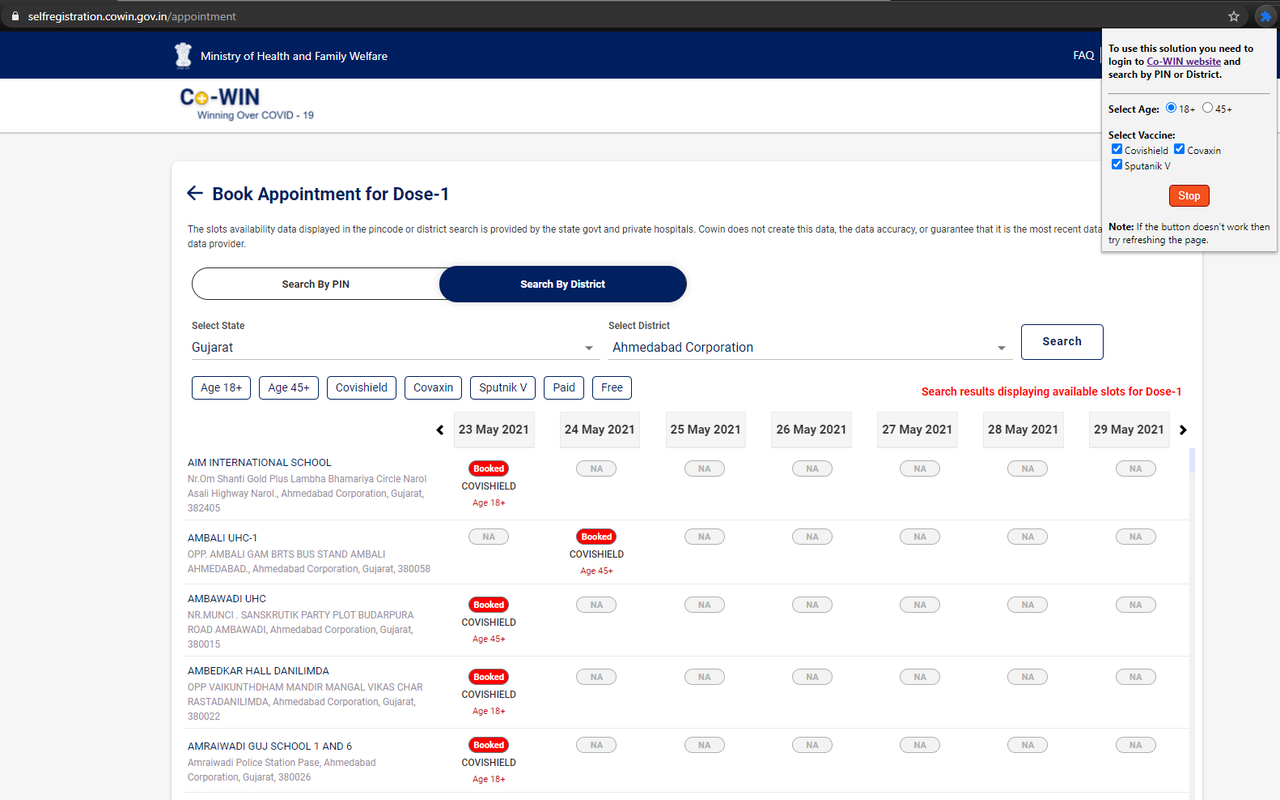 selfregistration.cowin.gov.in/appointment
Ministry of Health and Family Welfare
FAQ
Co-WIN
Winning Over COVID - 19
To use this solution you need to
login to Co-WIN website and
search by PIN or District.
Select Age: 18+ 45+
Select Vaccine:
Covishield Covaxin
Sputanik V
Stop
Note: If the button doesn't work then
try refreshing the page.
Book Appointment for Dose-1
The slots availability data displayed in the pincode or district search is provided by the state govt and private hospitals. Cowin does not create this data, the data accuracy, or guarantee that it is the most recent data
data provider.
Search By PIN Search By District
Select State Select District
Gujarat Ahmedabad Corporation Search
Age 18+ Age 45+ Covishield Covaxin Sputnik V Paid Free
Search results displaying available slots for Dose-1
23 May 2021 24 May 2021 25 May 2021 26 May 2021 27 May 2021 28 May 2021 29 May 2021
AIM INTERNATIONAL SCHOOL
Nr.Om Shanti Gold Plus Lambha Bhamariya Circle Narol
Asali Highway Narol., Ahmedabad Corporation, Gujarat,
382405
Booked NA NA NA NA NA NA
COVISHIELD
Age 18+
AMBALI UHC-1
OPP. AMBALI GAM BRTS BUS STAND AMBALI
AHMEDABAD., Ahmedabad Corporation, Gujarat, 380058
NA Booked NA NA NA NA NA
COVISHIELD
Age 45+
AMBAWADI UHC
NR.MUNCI . SANSKRUTIK PARTY PLOT BUDARPURA
ROAD AMBAWADI, Ahmedabad Corporation, Gujarat,
380015
Booked NA NA NA NA NA NA
COVISHIELD
Age 45+
AMBEDKAR HALL DANILIMDA
OPP VAIKUNTHDHAM MANDIR MANGAL VIKAS CHAR
RASTADANILIMDA, Ahmedabad Corporation, Gujarat,
380022
Booked NA NA NA NA NA NA
COVISHIELD
Age 18+
AMRAIWADI GUJ SCHOOL 1 AND 6
Amraiwadi Police Station Pase, Ahmedabad
Corporation, Gujarat, 380026
Booked NA NA NA NA NA NA
COVISHIELD
Age 18+